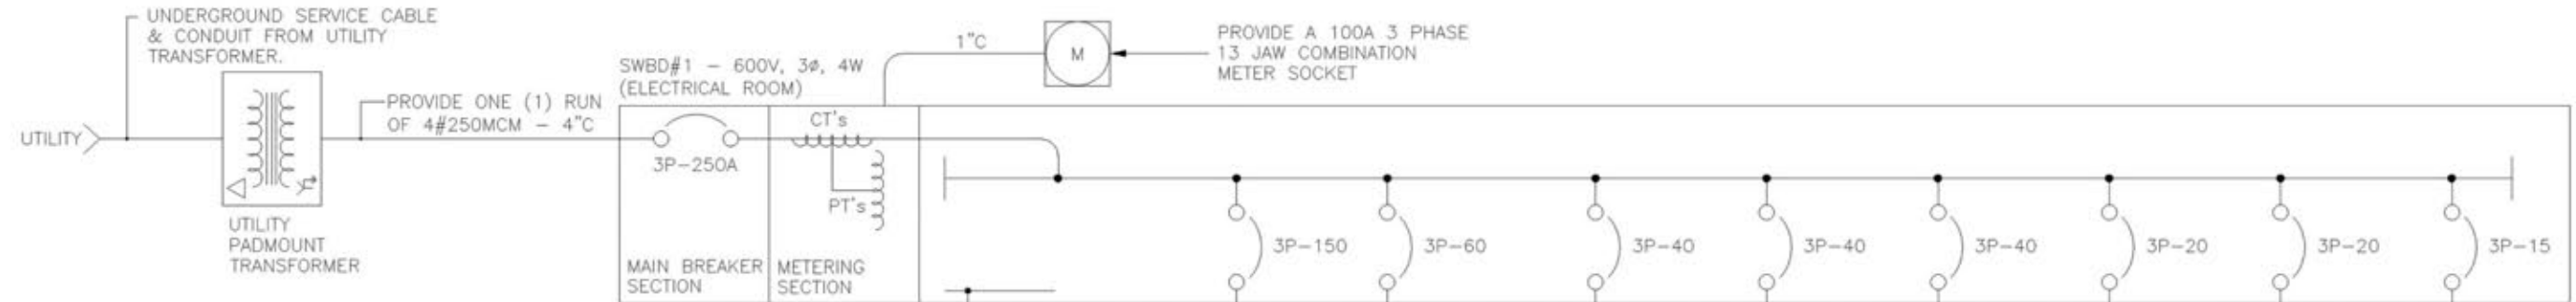 UNDERGROUND SERVICE CABLE
& CONDUIT FROM UTILITY
TRANSFORMER.
UTILITY
UTILITY
PADMOUNT
TRANSFORMER
PROVIDE ONE (1) RUN
OF 4#250MCM - 4"C
SWBD#1 - 600V, 3ø, 4W
(ELECTRICAL ROOM)
3P-250A
MAIN BREAKER
SECTION
CT's
PT's
METERING
SECTION
1"C
M
PROVIDE A 100A 3 PHASE
13 JAW COMBINATION
METER SOCKET
3P-150
3P-60
3P-40
3P-40
3P-40
3P-20
3P-20
3P-15